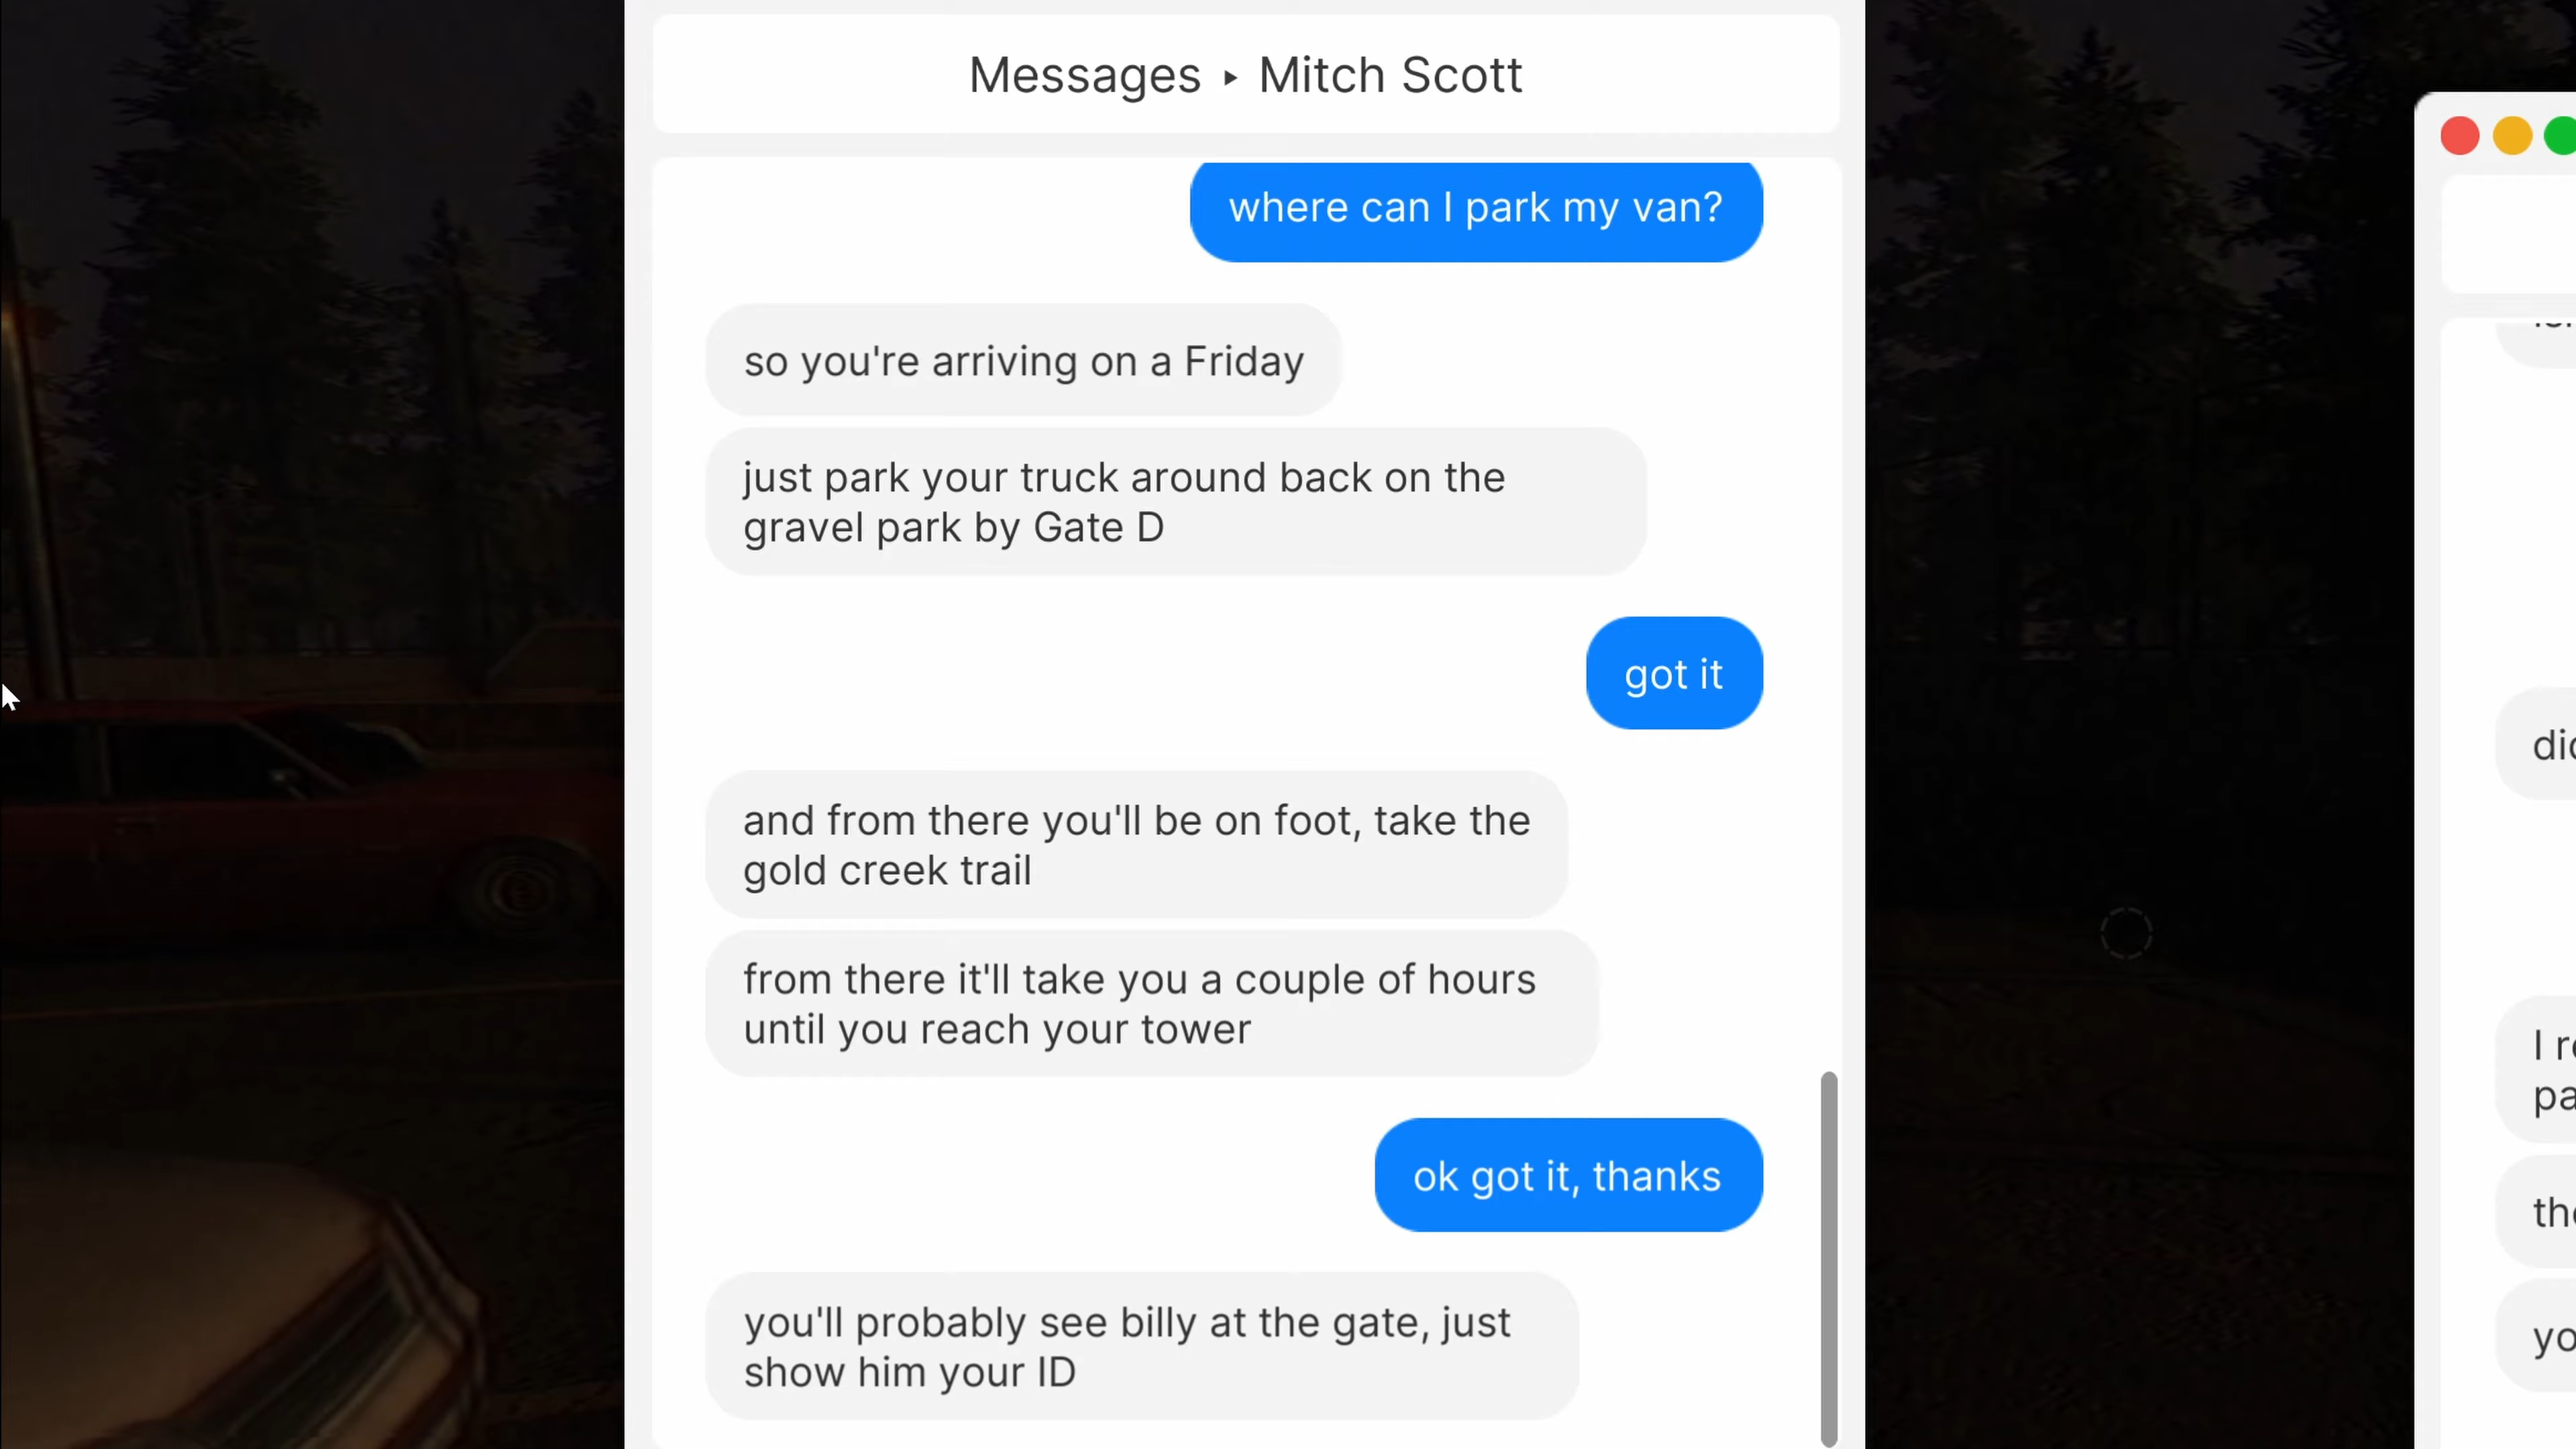 Messages ▸ Mitch Scott
where can I park my van?
so you're arriving on a Friday
just park your truck around back on the
gravel park by Gate D
got it
and from there you'll be on foot, take the
gold creek trail
from there it'll take you a couple of hours
until you reach your tower
ok got it, thanks
you'll probably see billy at the gate, just
show him your ID
I